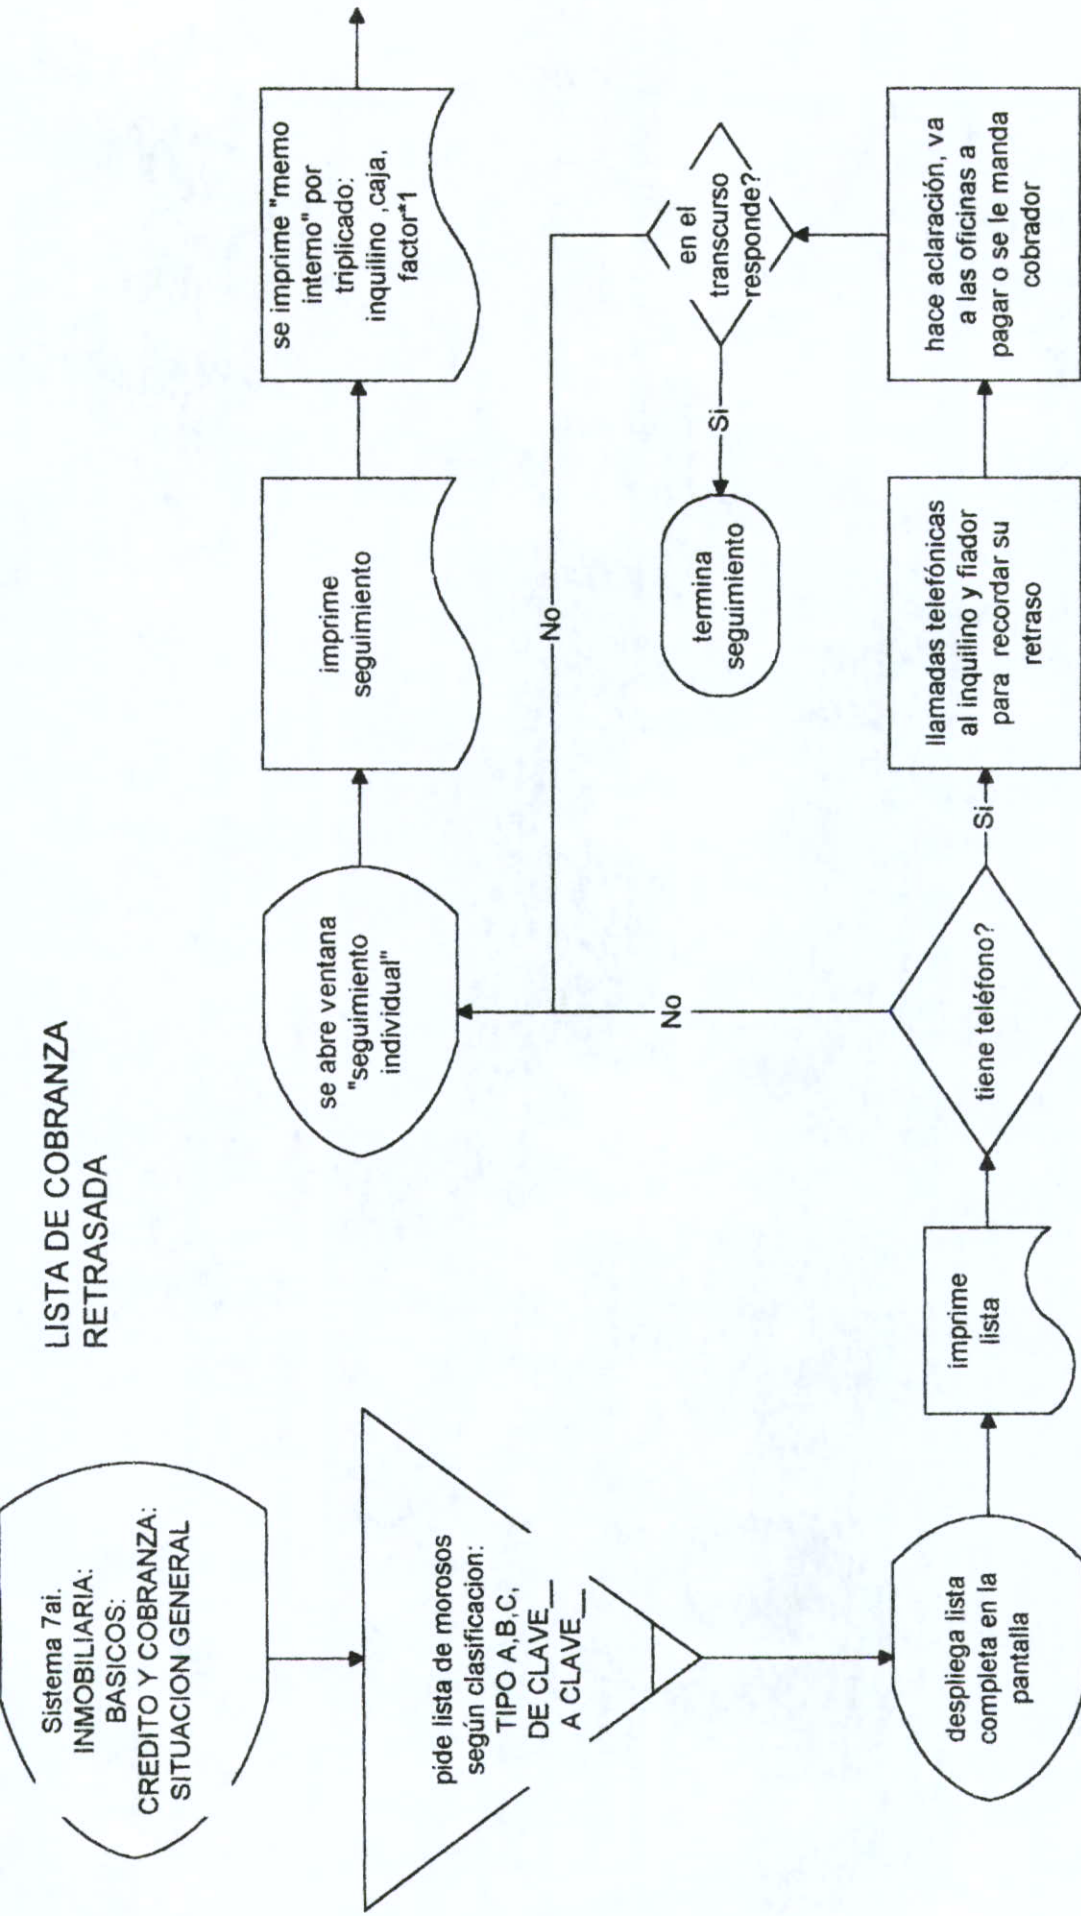 LISTA DE COBRANZA
RETRASADA
Sistema 7ai.
INMOBILIARIA:
BASICOS:
CREDITO Y COBRANZA:
SITUACION GENERAL
pide lista de morosos
según clasificacion:
TIPO A,B,C,
DE CLAVE__
A CLAVE__
despliega lista
completa en la
pantalla
imprime
lista
tiene teléfono?
No
Si
llamadas telefónicas
al inquilino y fiador
para recordar su
retraso
hace aclaración, va
a las oficinas a
pagar o se le manda
cobrador
en el
transcurso
responde?
Si
termina
seguimiento
No
se abre ventana
"seguimiento
individual"
imprime
seguimiento
se imprime "memo
interno" por
triplicado:
inquilino ,caja,
factor*1